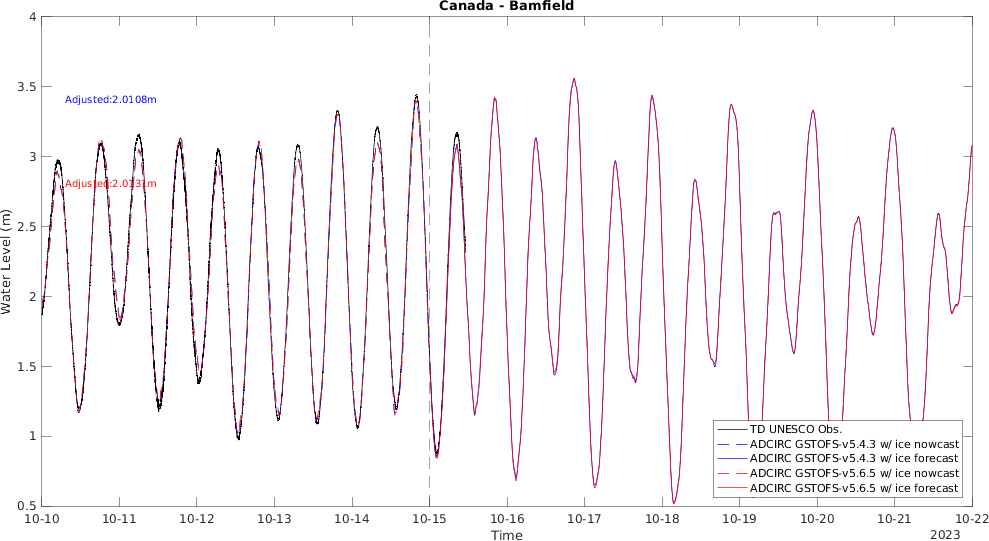 Canada - Bamfield
4
3.5
3
2.5
2
1.5
1
0.5
Water Level (m)
Adjusted:2.0108m
Adjusted:2.0131m
TD UNESCO Obs.
ADCIRC GSTOFS-v5.4.3 w/ ice nowcast
ADCIRC GSTOFS-v5.4.3 w/ ice forecast
ADCIRC GSTOFS-v5.6.5 w/ ice nowcast
ADCIRC GSTOFS-v5.6.5 w/ ice forecast
10-10 10-11 10-12 10-13 10-14 10-15 10-16 10-17 10-18 10-19 10-20 10-21 10-22
Time
2023